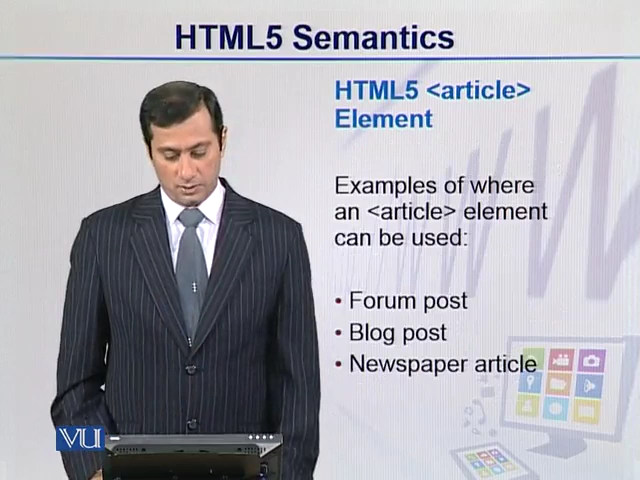 HTML5 Semantics
HTML5 <article>
Element
Examples of where
an <article> element
can be used:
• Forum post
• Blog post
• Newspaper article
VU